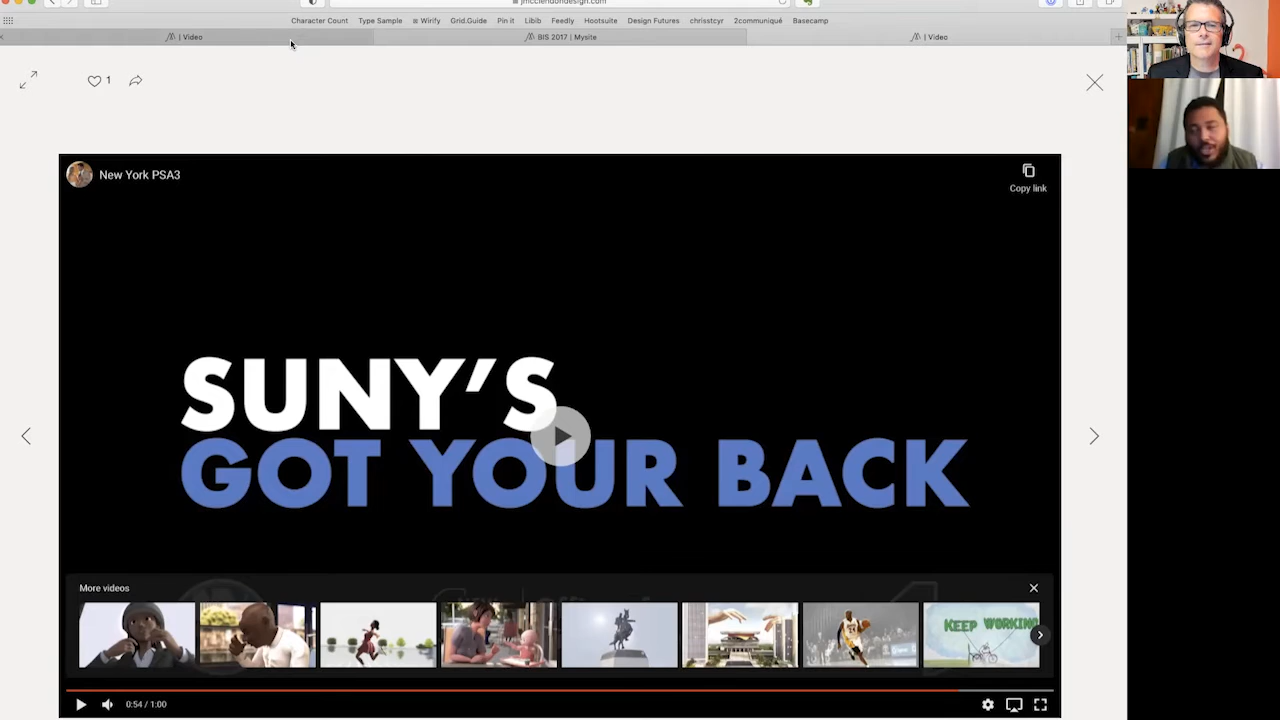 jmcclendondesign.com
Character Count Type Sample Wirify Grid.Guide Pin it Libib Feedly Hootsuite Design Futures chrisstcyr 2communiqué Basecamp
| Video
BIS 2017 | Mysite
| Video
1
New York PSA3
Copy link
SUNY'S
GOT YOUR BACK
More videos
KEEP WORKING
0:54 / 1:00